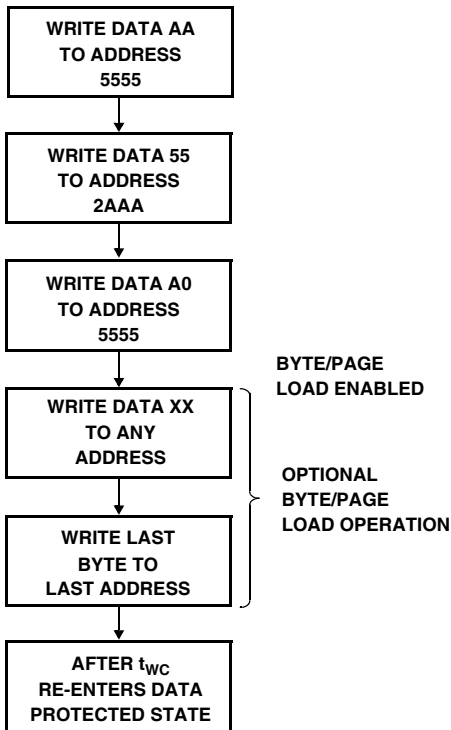 WRITE DATA AA
TO ADDRESS
5555
WRITE DATA 55
TO ADDRESS
2AAA
WRITE DATA A0
TO ADDRESS
5555
BYTE/PAGE
LOAD ENABLED
WRITE DATA XX
TO ANY
ADDRESS
OPTIONAL
BYTE/PAGE
LOAD OPERATION
WRITE LAST
BYTE TO
LAST ADDRESS
AFTER tWC
RE-ENTERS DATA
PROTECTED STATE